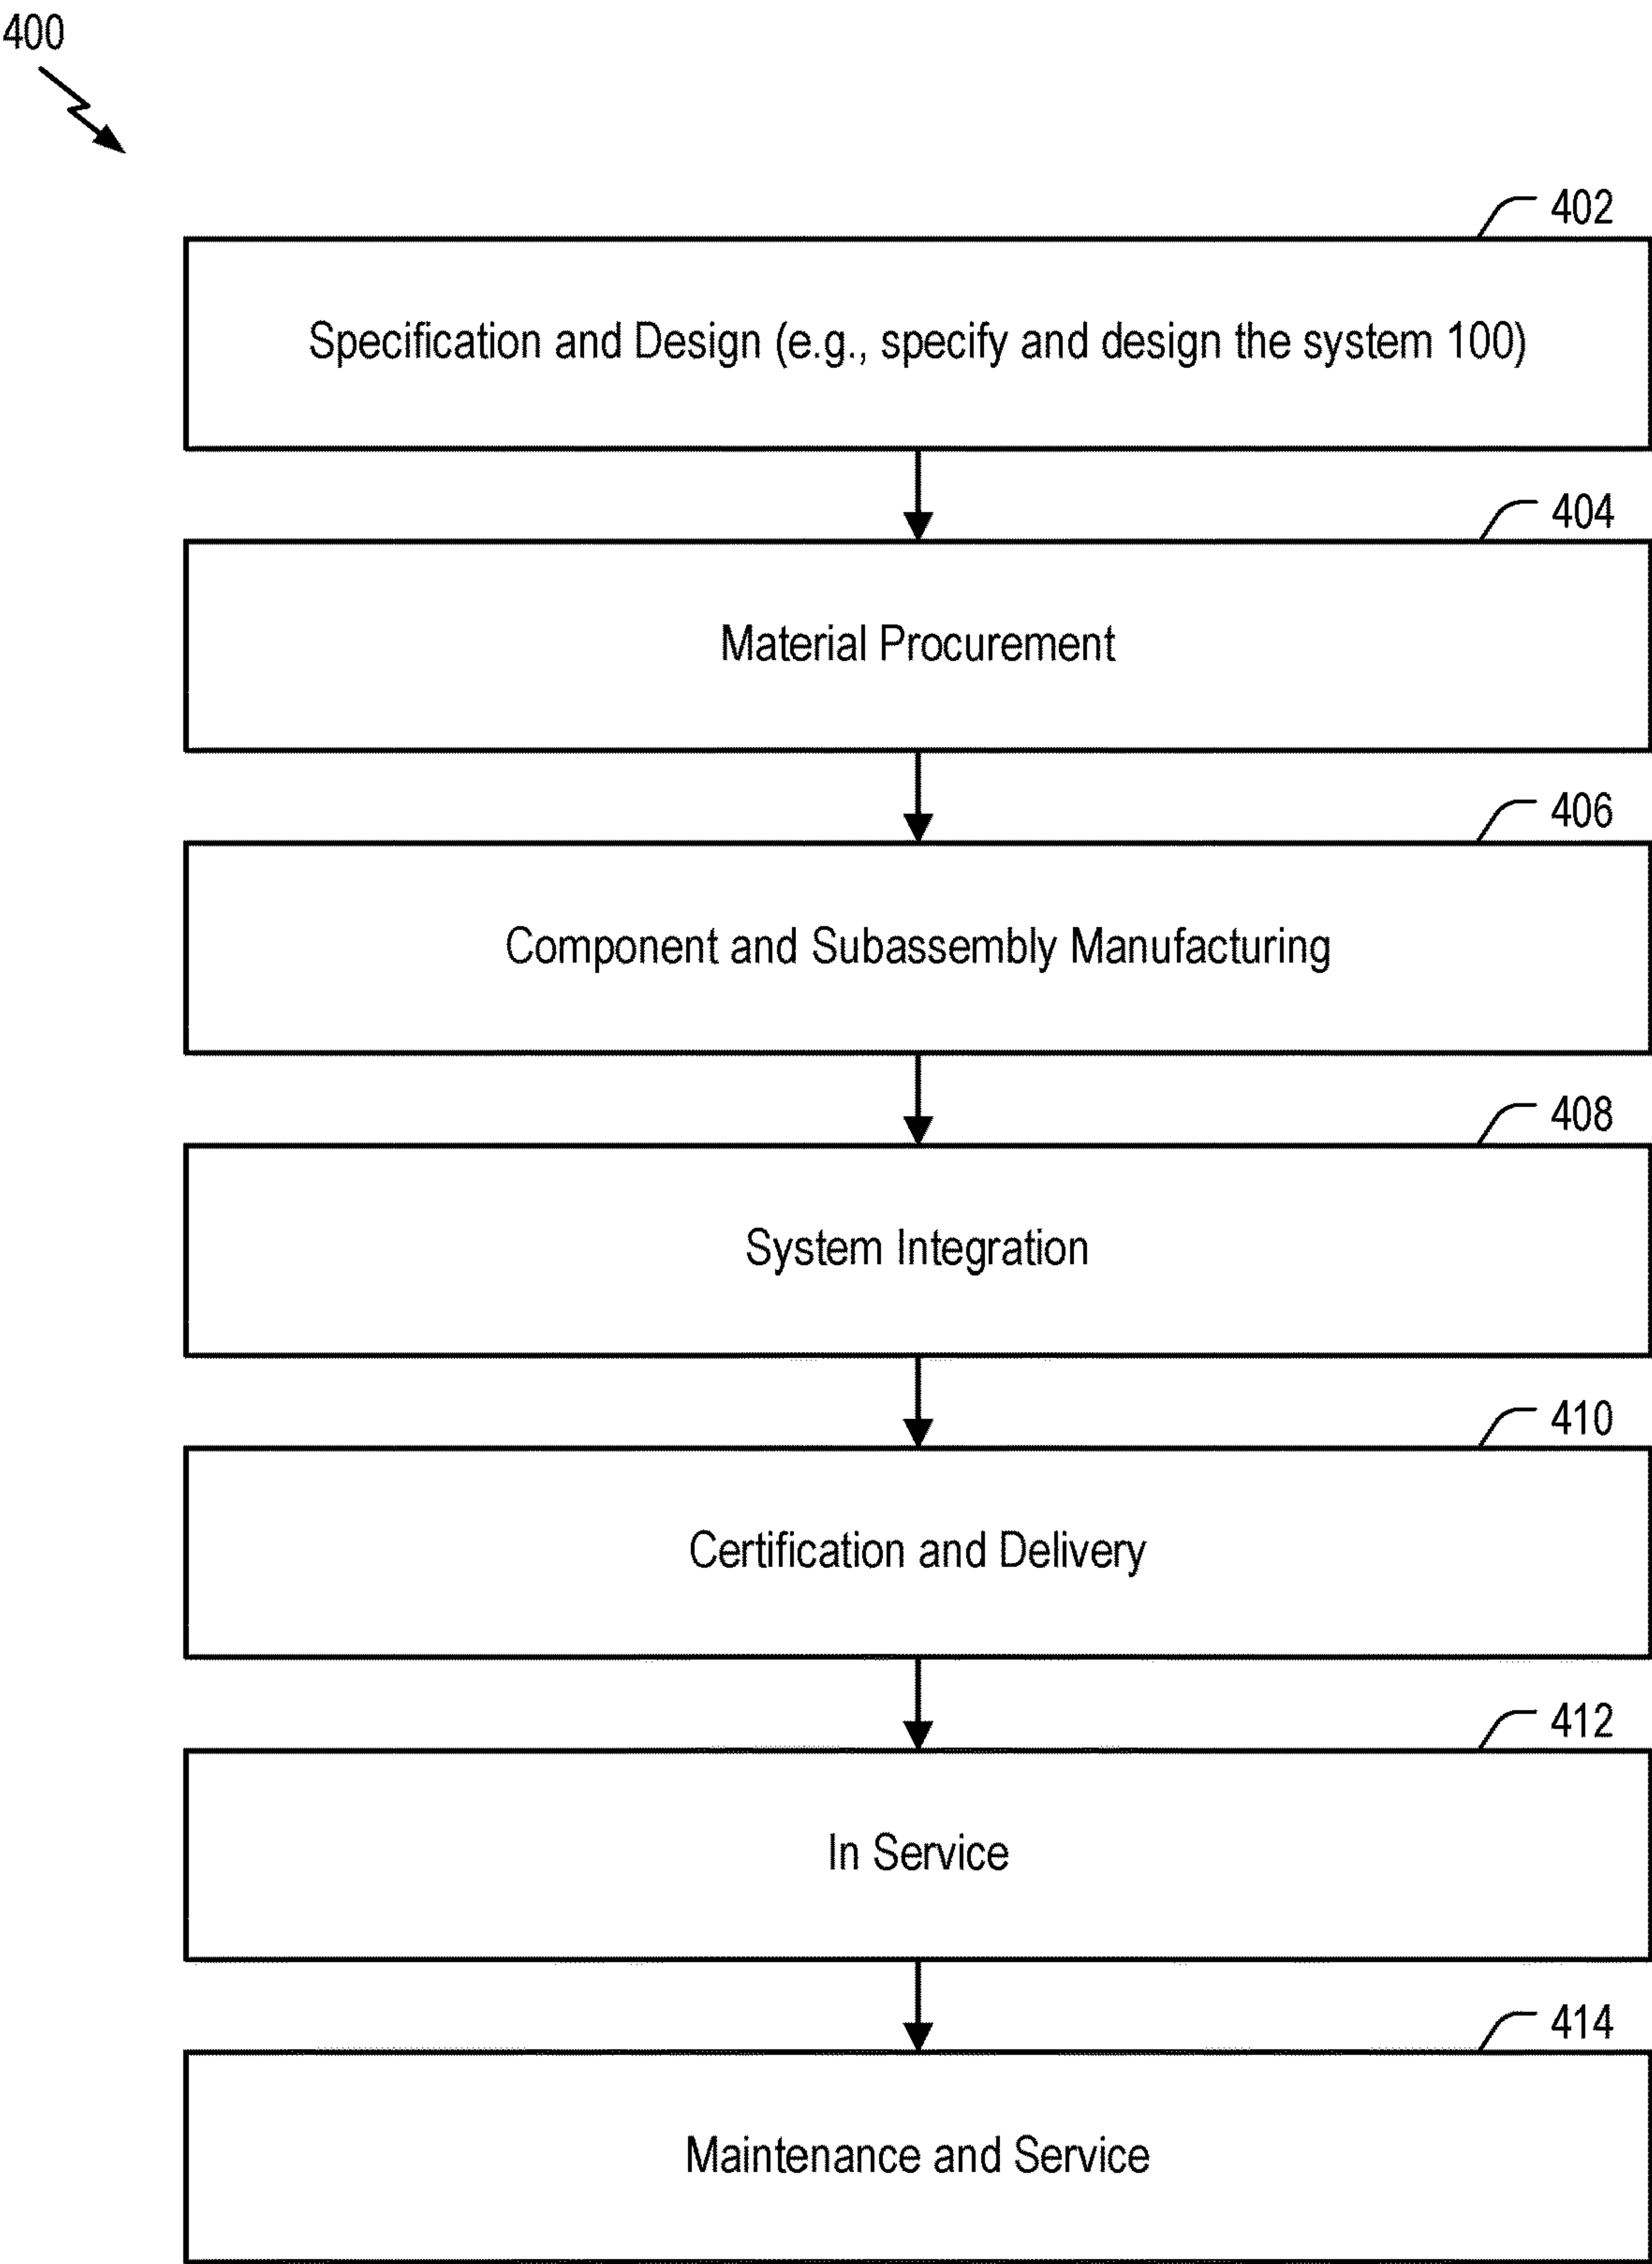 400
402
Specification and Design (e.g., specify and design the system 100)
404
Material Procurement
406
Component and Subassembly Manufacturing
408
System Integration
410
Certification and Delivery
412
In Service
414
Maintenance and Service